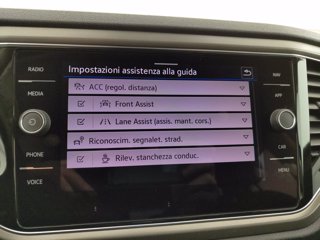 Impostazioni assistenza alla guida
RADIO
NAV
ACC (regol. distanza)
MEDIA
APP
Front Assist
Lane Assist (assis. mant. cors.)
Riconoscim. segnalet. strad.
PHONE
CAR
Rilev. stanchezza conduc.
VOICE
MENU